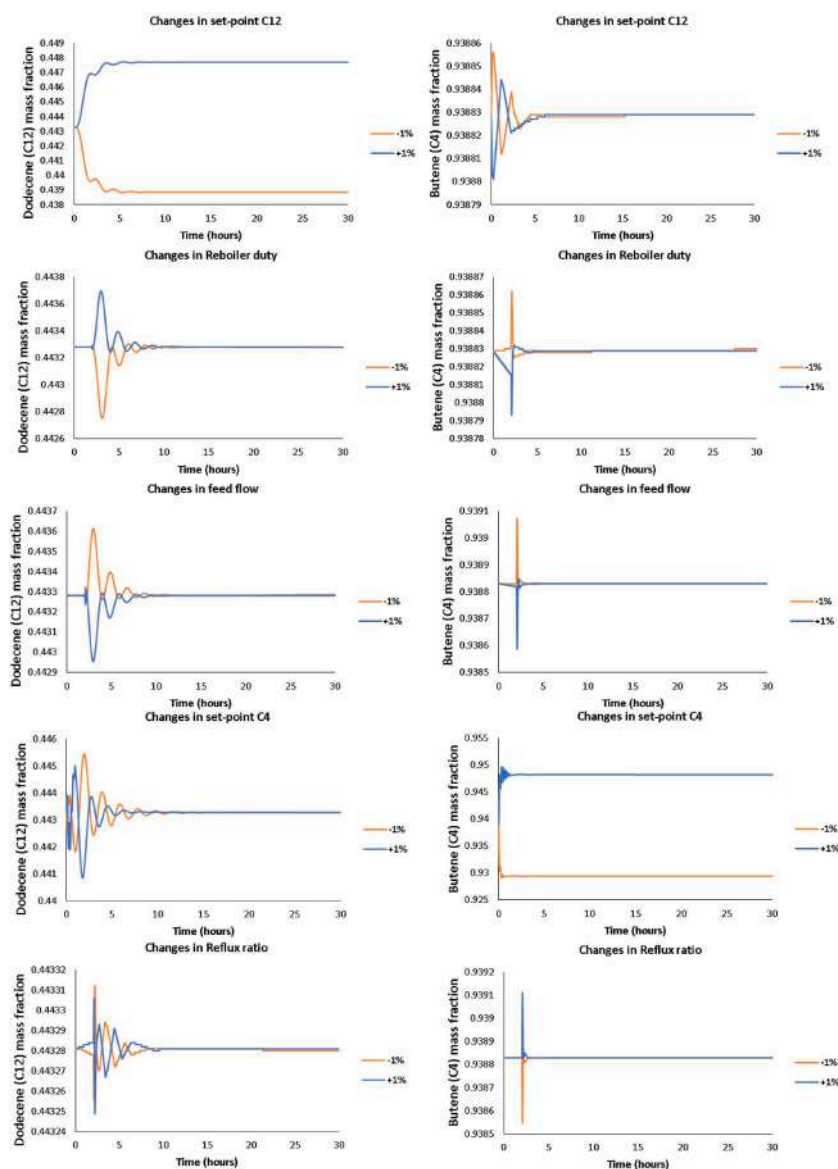 Changes in set-point C12
Dodecene (C12) mass fraction
0.449
0.448
0.447
0.446
0.445
0.444
0.443
0.442
0.441
0.44
0.439
0.438
0 5 10 15 20 25 30
Time (hours)
-1%
+1%
Changes in set-point C12
Butene (C4) mass fraction
0.93886
0.93885
0.93884
0.93883
0.93882
0.93881
0.9388
0.93879
0 5 10 15 20 25 30
Time (hours)
-1%
+1%
Changes in Reboiler duty
Dodecene (C12) mass fraction
0.4438
0.4436
0.4434
0.4432
0.443
0.4428
0.4426
0 5 10 15 20 25 30
Time (hours)
-1%
+1%
Changes in Reboiler duty
Butene (C4) mass fraction
0.93887
0.93886
0.93885
0.93884
0.93883
0.93882
0.93881
0.9388
0.93879
0.93878
0 5 10 15 20 25 30
Time (hours)
-1%
+1%
Changes in feed flow
Dodecene (C12) mass fraction
0.4437
0.4436
0.4435
0.4434
0.4433
0.4432
0.4431
0.443
0.4429
0 5 10 15 20 25 30
Time (hours)
-1%
+1%
Changes in feed flow
Butene (C4) mass fraction
0.9391
0.939
0.9389
0.9388
0.9387
0.9386
0.9385
0 5 10 15 20 25 30
Time (hours)
-1%
+1%
Changes in set-point C4
Dodecene (C12) mass fraction
0.446
0.445
0.444
0.443
0.442
0.441
0.44
0 5 10 15 20 25 30
Time (hours)
-1%
+1%
Changes in set-point C4
Butene (C4) mass fraction
0.955
0.95
0.945
0.94
0.935
0.93
0.925
0 5 10 15 20 25 30
Time (hours)
-1%
+1%
Changes in Reflux ratio
Dodecene (C12) mass fraction
0.44332
0.44331
0.4433
0.44329
0.44328
0.44327
0.44326
0.44325
0.44324
0 5 10 15 20 25 30
Time (hours)
-1%
+1%
Changes in Reflux ratio
Butene (C4) mass fraction
0.9392
0.9391
0.939
0.9389
0.9388
0.9387
0.9386
0.9385
0 5 10 15 20 25 30
Time (hours)
-1%
+1%